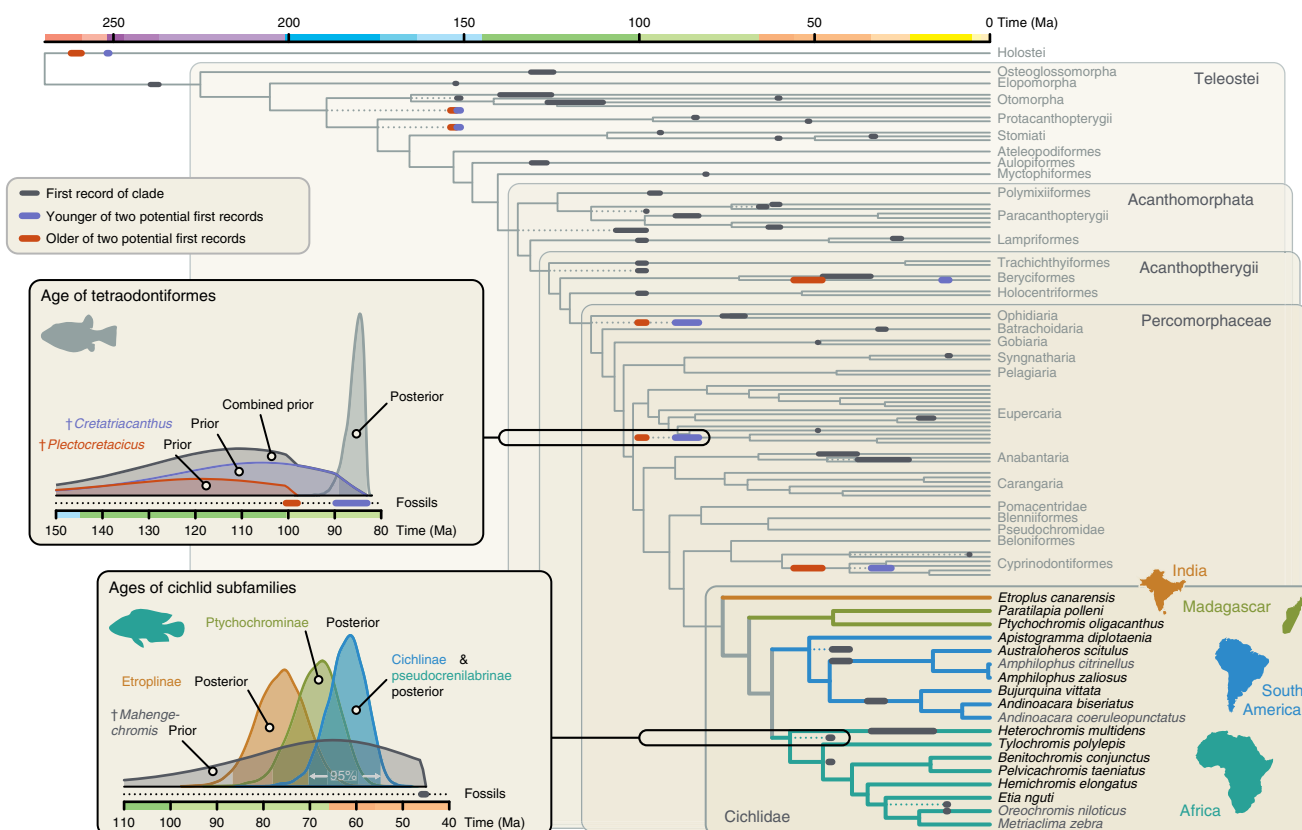 250 200 150 100 50 0 Time (Ma)
Holostei
Osteoglossomorpha
Elopomorpha
Otomorpha
Teleostei
Protacanthopterygii
Stomiati
Ateleopodiformes
Aulopiformes
Myctophiformes
Polymixiiformes
Paracanthopterygii
Lampriformes
Acanthomorphata
Trachichthyiformes
Beryciformes
Holocentriformes
Acanthoptherygii
Ophidiaria
Batrachoidaria
Gobiaria
Syngnatharia
Pelagiaria
Eupercaria
Anabantaria
Carangaria
Pomacentridae
Blenniiformes
Pseudochromidae
Beloniformes
Cyprinodontiformes
Percomorphaceae
First record of clade
Younger of two potential first records
Older of two potential first records
Age of tetraodontiformes
Combined prior
Posterior
†Cretatriacanthus Prior
†Plectocretacicus Prior
Fossils
150 140 130 120 110 100 90 80 Time (Ma)
Ages of cichlid subfamilies
Ptychochrominae Posterior
Etroplinae Posterior
Cichlinae &
pseudocrenilabrinae
posterior
†Mahenge-
chromis Prior
95%
Fossils
110 100 90 80 70 60 50 40 Time (Ma)
Etroplus canarensis
Paratilapia polleni
Ptychochromis oligacanthus
Apistogramma diplotaenia
Australoheros scitulus
Amphilophus citrinellus
Amphilophus zaliosus
Bujurquina vittata
Andinoacara biseriatus
Andinoacara coeruleopunctatus
Heterochromis multidens
Tylochromis polylepis
Benitochromis conjunctus
Pelvicachromis taeniatus
Hemichromis elongatus
Etia nguti
Oreochromis niloticus
Metriaclima zebra
Cichlidae
India
Madagascar
South
America
Africa